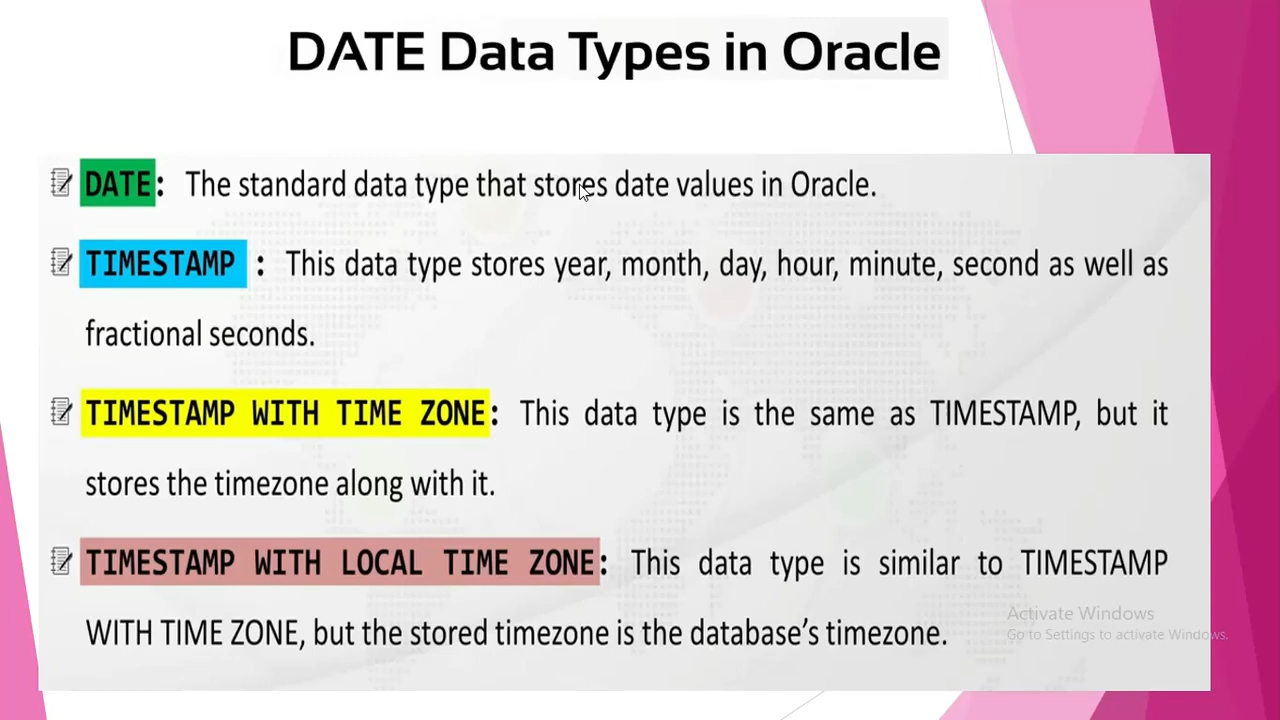 DATE Data Types in Oracle
DATE: The standard data type that stores date values in Oracle.
TIMESTAMP : This data type stores year, month, day, hour, minute, second as well as
fractional seconds.
TIMESTAMP WITH TIME ZONE: This data type is the same as TIMESTAMP, but it
stores the timezone along with it.
TIMESTAMP WITH LOCAL TIME ZONE: This data type is similar to TIMESTAMP
WITH TIME ZONE, but the stored timezone is the database’s timezone.
Activate Windows
Go to Settings to activate Windows.